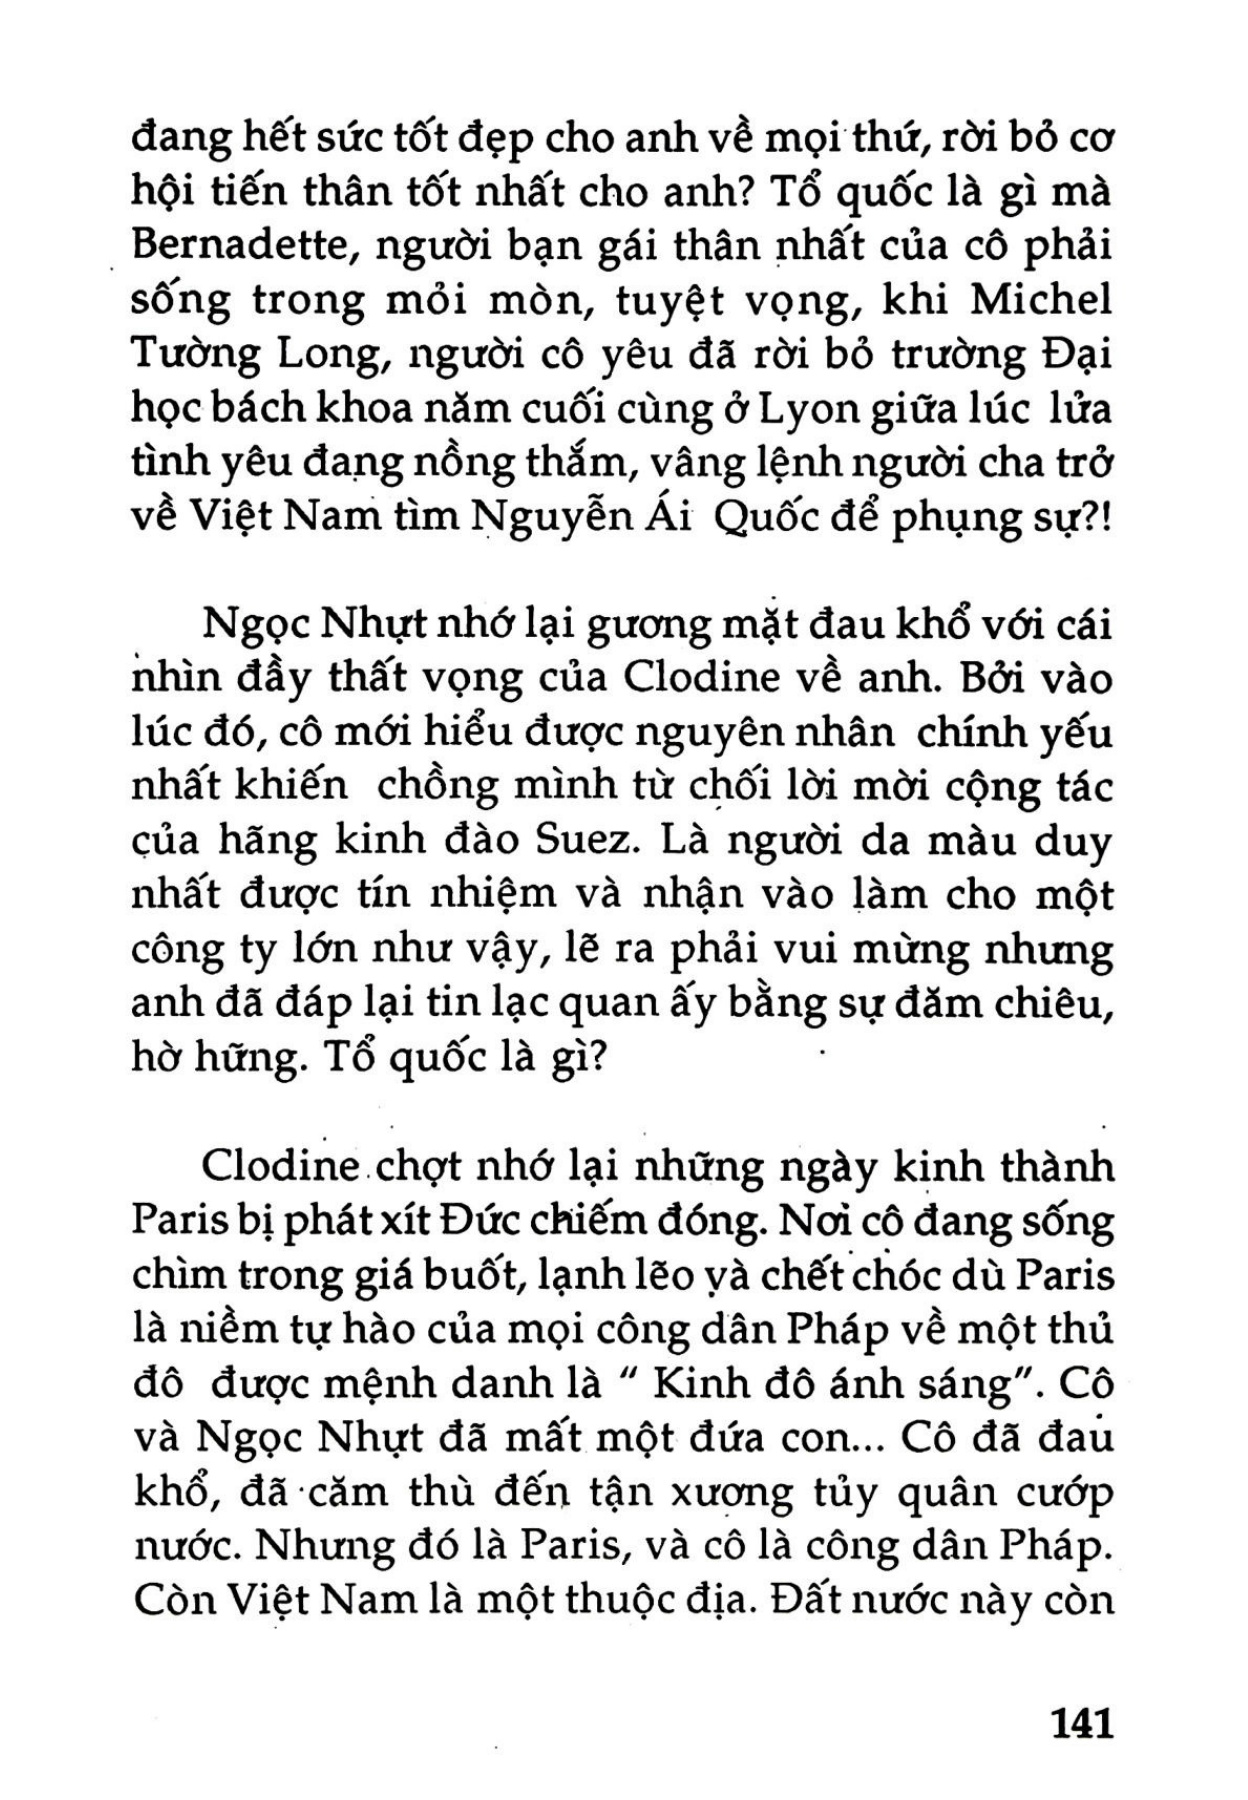 đang hết sức tốt đẹp cho anh về mọi thứ, rời bỏ cơ
hội tiến thân tốt nhất cho anh? Tổ quốc là gì mà
Bernadette, người bạn gái thân nhất của cô phải
sống trong mỏi mòn, tuyệt vọng, khi Michel
Tường Long, người cô yêu đã rời bỏ trường Đại
học bách khoa năm cuối cùng ở Lyon giữa lúc lửa
tình yêu đang nồng thắm, vâng lệnh người cha trở
về Việt Nam tìm Nguyễn Ái Quốc để phụng sự?!
Ngọc Nhựt nhớ lại gương mặt đau khổ với cái
nhìn đầy thất vọng của Clodine về anh. Bởi vào
lúc đó, cô mới hiểu được nguyên nhân chính yếu
nhất khiến chồng mình từ chối lời mời cộng tác
của hãng kinh đào Suez. Là người da màu duy
nhất được tín nhiệm và nhận vào làm cho một
công ty lớn như vậy, lẽ ra phải vui mừng nhưng
anh đã đáp lại tin lạc quan ấy bằng sự đăm chiêu,
hờ hững. Tổ quốc là gì?
Clodine chợt nhớ lại những ngày kinh thành
Paris bị phát xít Đức chiếm đóng. Nơi cô đang sống
chìm trong giá buốt, lạnh lẽo và chết chóc dù Paris
là niềm tự hào của mọi công dân Pháp về một thủ
đô được mệnh danh là " Kinh đô ánh sáng". Cô
và Ngọc Nhựt đã mất một đứa con... Cô đã đau
khổ, đã căm thù đến tận xương tủy quân cướp
nước. Nhưng đó là Paris, và cô là công dân Pháp.
Còn Việt Nam là một thuộc địa. Đất nước này còn
141